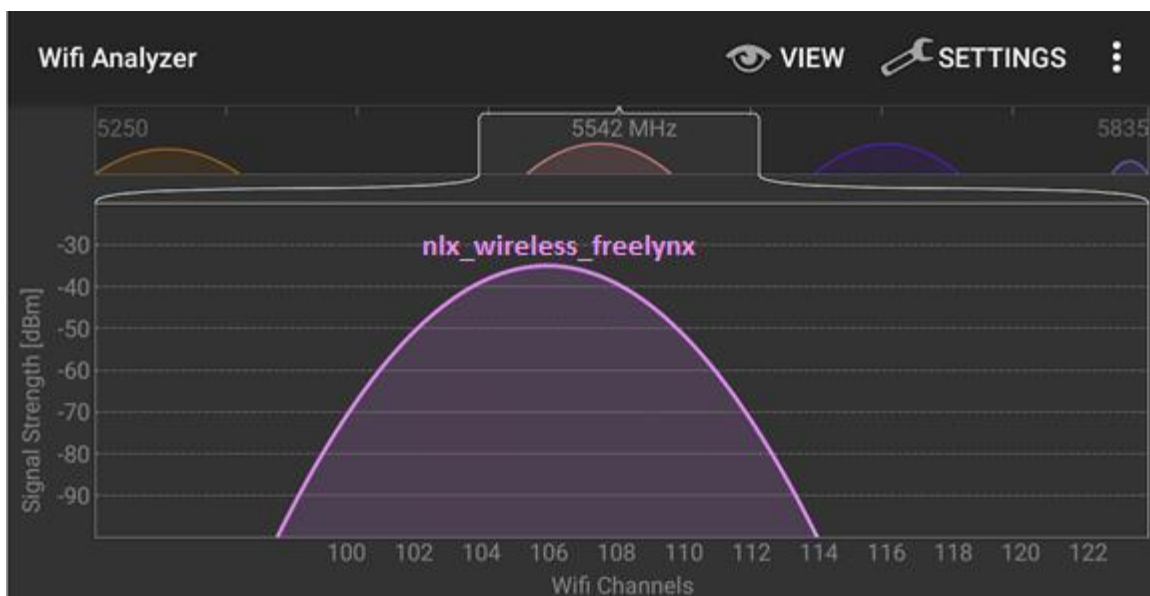 Wifi Analyzer VIEW SETTINGS
5250 5542 MHz 5835
nlx_wireless_freelynx
-30
-40
-50
-60
-70
-80
-90
Signal Strength [dBm]
100 102 104 106 108 110 112 114 116 118 120 122
Wifi Channels